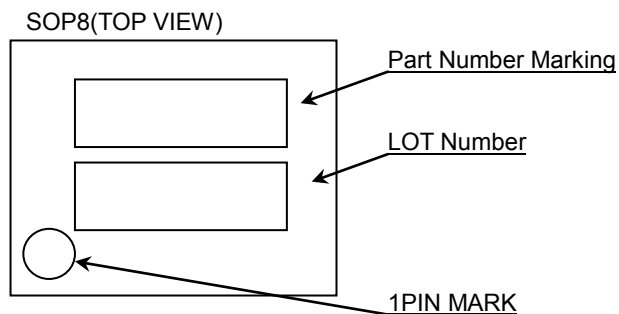 SOP8(TOP VIEW)
Part Number Marking
LOT Number
1PIN MARK